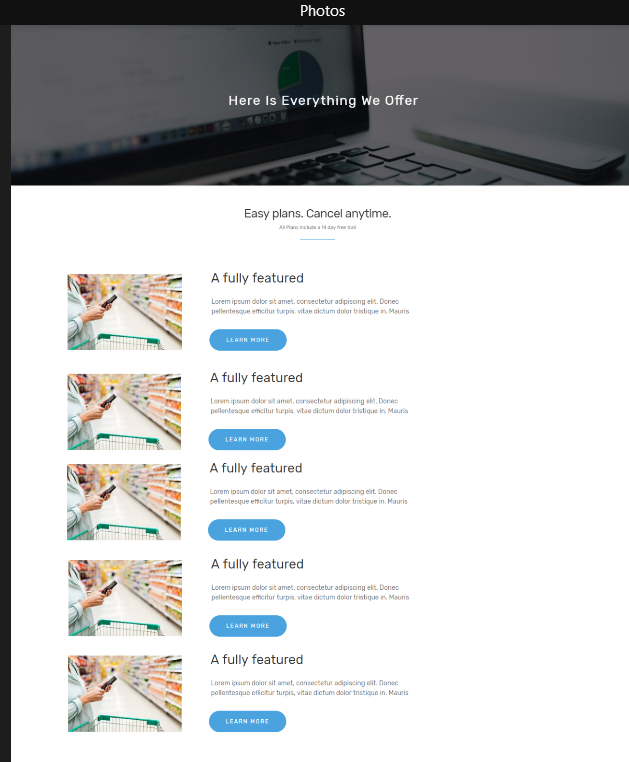 Photos
Here Is Everything We Offer
Easy plans. Cancel anytime.
All Plans include a 14 day free trial
A fully featured
Lorem ipsum dolor sit amet, consectetur adipiscing elit. Donec
pellentesque efficitur turpis, vitae dictum dolor tristique in. Mauris
LEARN MORE
A fully featured
Lorem ipsum dolor sit amet, consectetur adipiscing elit. Donec
pellentesque efficitur turpis, vitae dictum dolor tristique in. Mauris
LEARN MORE
A fully featured
Lorem ipsum dolor sit amet, consectetur adipiscing elit. Donec
pellentesque efficitur turpis, vitae dictum dolor tristique in. Mauris
LEARN MORE
A fully featured
Lorem ipsum dolor sit amet, consectetur adipiscing elit. Donec
pellentesque efficitur turpis, vitae dictum dolor tristique in. Mauris
LEARN MORE
A fully featured
Lorem ipsum dolor sit amet, consectetur adipiscing elit. Donec
pellentesque efficitur turpis, vitae dictum dolor tristique in. Mauris
LEARN MORE